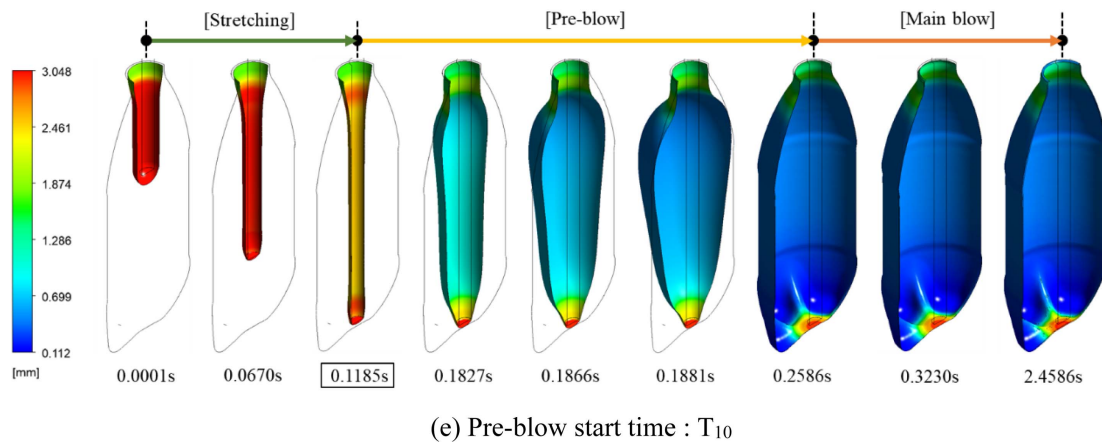 [Stretching] [Pre-blow] [Main blow]
3.048
2.461
1.874
1.286
0.699
0.112
[mm]
0.0001s 0.0670s 0.1185s 0.1827s 0.1866s 0.1881s 0.2586s 0.3230s 2.4586s
(e) Pre-blow start time : T₁₀